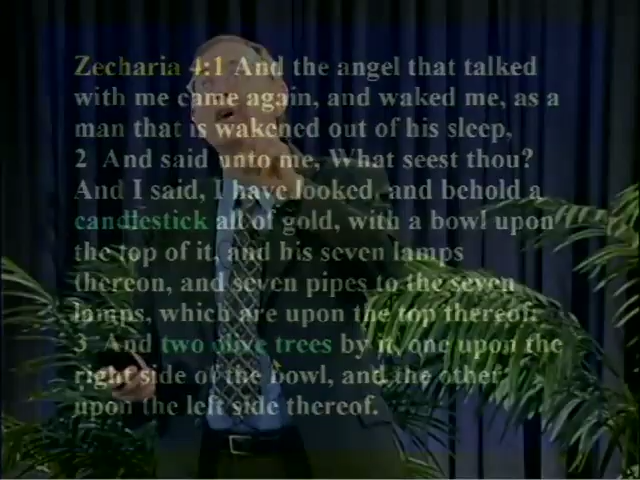 Zecharia 4:1 And the angel that talked
with me came again, and waked me, as a
man that is wakened out of his sleep,
2 And said unto me, What seest thou?
And I said, I have looked, and behold a
candlestick all of gold, with a bowl upon
the top of it, and his seven lamps
thereon, and seven pipes to the seven
lamps, which are upon the top thereof:
3 And two olive trees by it, one upon the
right side of the bowl, and the other
upon the left side thereof.